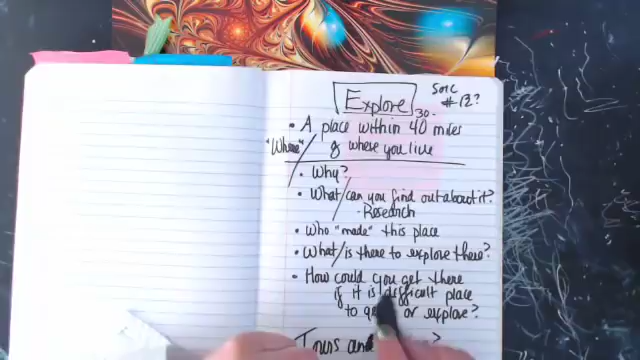 Explore
SOTC
#12?
30-
• A place within 40 miles
"Where" / of where you live
• Why?
• What / can you find out about it?
- Research
• Who "made" this place
• What / is there to explore there?
• How could you get there
if it is difficult place
to or explore?
Tours and ?